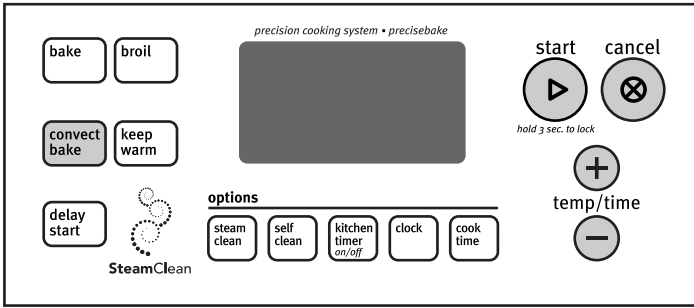 precision cooking system • precisebake
bake
broil
start
cancel
hold 3 sec. to lock
convect
bake
keep
warm
temp/time
delay
start
SteamClean
options
steam
clean
self
clean
kitchen
timer
on/off
clock
cook
time